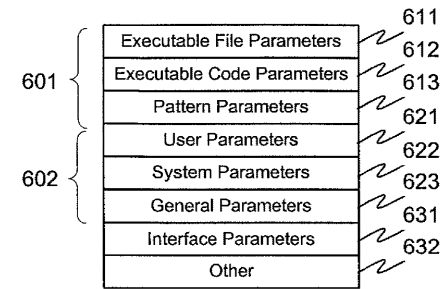 611
Executable File Parameters
612
Executable Code Parameters
601
613
Pattern Parameters
621
User Parameters
622
602
System Parameters
623
General Parameters
631
Interface Parameters
632
Other